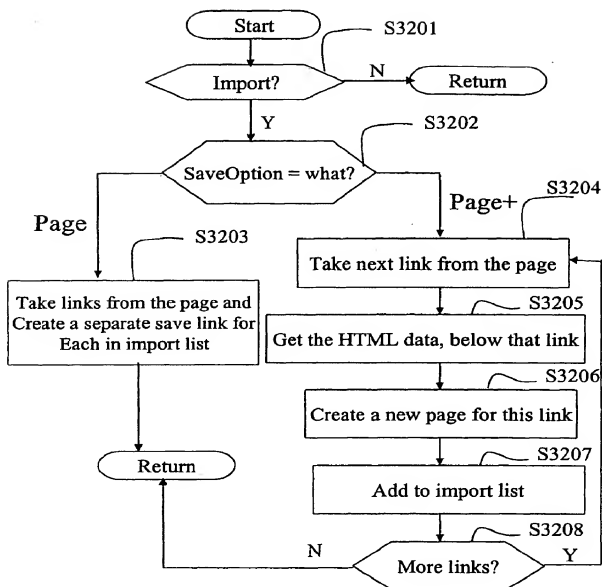 Start
S3201
Import?
N
Return
Y
S3202
SaveOption = what?
S3204
Page
Page+
S3203
Take next link from the page
Take links from the page and
Create a separate save link for
Each in import list
S3205
Get the HTML data, below that link
S3206
Create a new page for this link
Return
S3207
Add to import list
S3208
N
More links?
Y